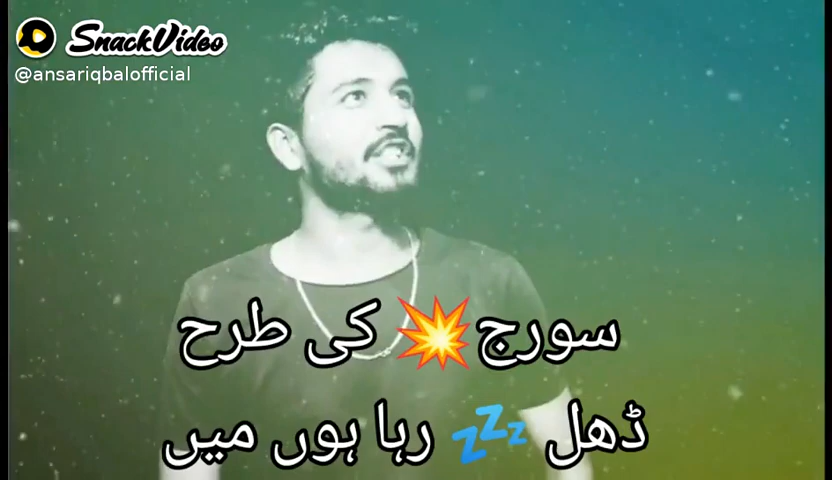 SnackVideo
@ansariqbalofficial
سورج💥 کی طرح
ڈھل 💤 رہا ہوں میں